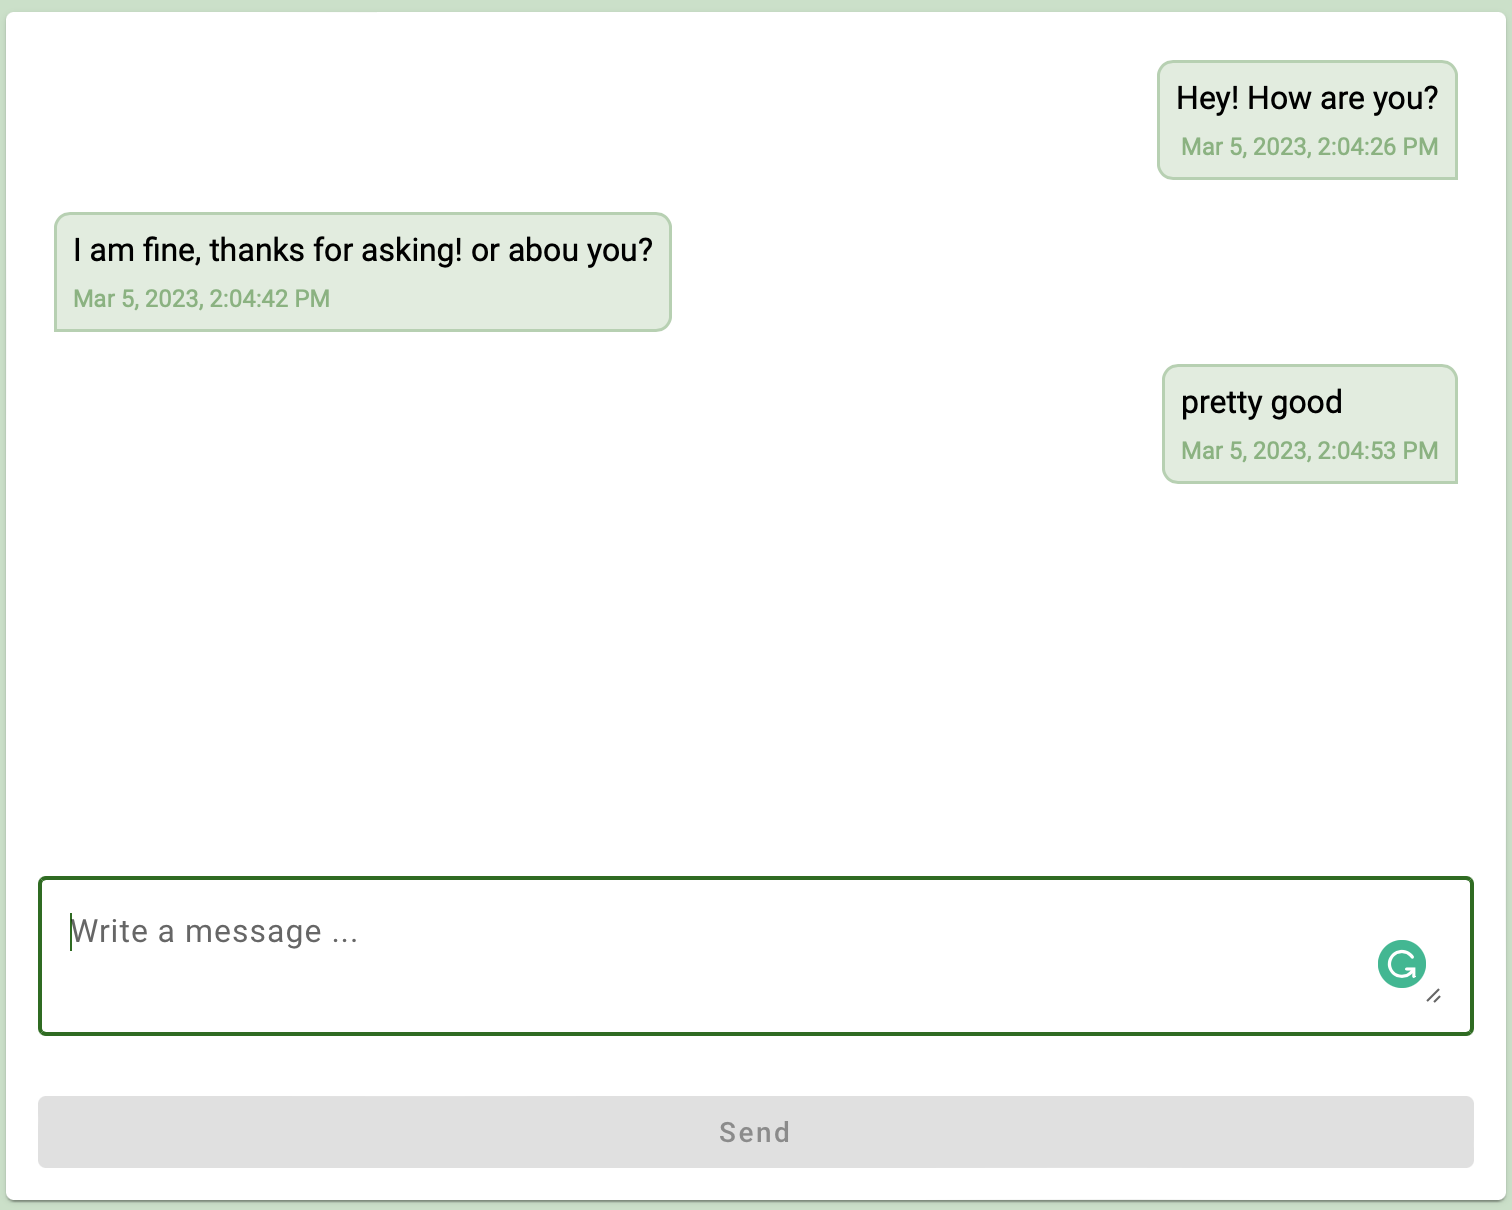 Hey! How are you?
Mar 5, 2023, 2:04:26 PM
I am fine, thanks for asking! or abou you?
Mar 5, 2023, 2:04:42 PM
pretty good
Mar 5, 2023, 2:04:53 PM
Write a message ...
Send